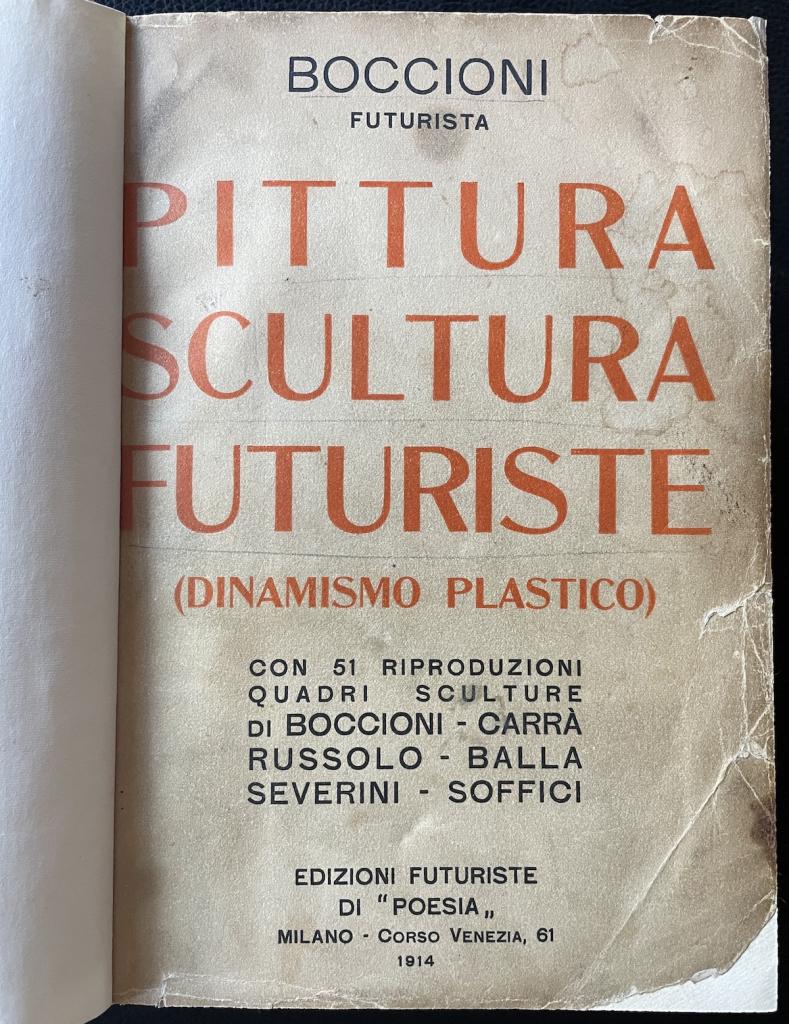 BOCCIONI
FUTURISTA
PITTURA
SCULTURA
FUTURISTE
(DINAMISMO PLASTICO)
CON 51 RIPRODUZIONI
QUADRI SCULTURE
DI BOCCIONI - CARRÀ
RUSSOLO - BALLA
SEVERINI - SOFFICI
EDIZIONI FUTURISTE
DI “POESIA„
MILANO - CORSO VENEZIA, 61
1914